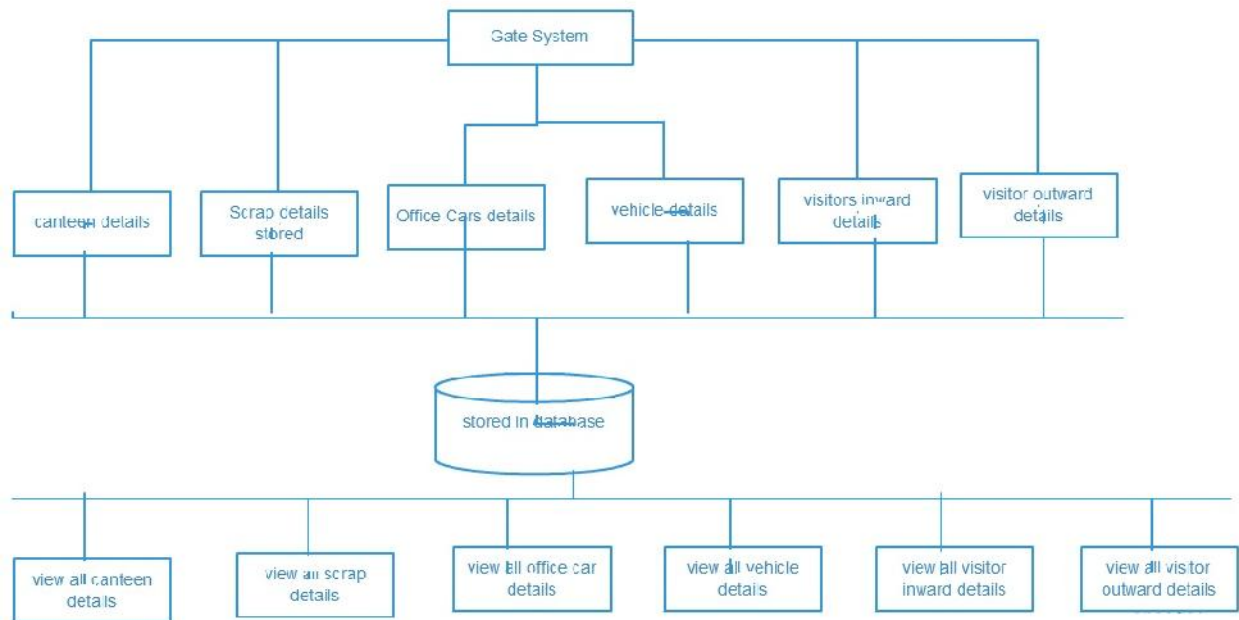 Gate System
canteen details
Scrap details
stored
Office Cars details
vehicle details
visitors inward
details
visitor outward
details
stored in database
view all canteen
details
view all scrap
details
view all office car
details
view all vehicle
details
view all visitor
inward details
view all visitor
outward details